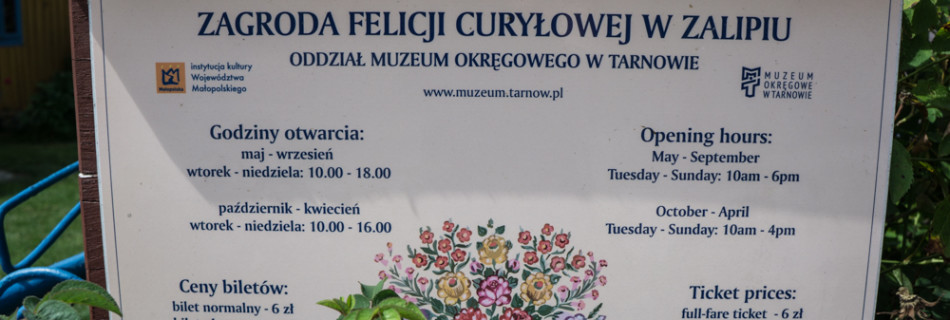 ZAGRODA FELICJI CURYŁOWEJ W ZALIPIU
ODDZIAŁ MUZEUM OKRĘGOWEGO W TARNOWIE
Małopolska
instytucja kultury
Województwa
Małopolskiego
www.muzeum.tarnow.pl
MUZEUM
OKRĘGOWE
W TARNOWIE
Godziny otwarcia:
maj - wrzesień
wtorek - niedziela: 10.00 - 18.00
październik - kwiecień
wtorek - niedziela: 10.00 - 16.00
Ceny biletów:
bilet normalny - 6 zł
Opening hours:
May - September
Tuesday - Sunday: 10am - 6pm
October - April
Tuesday - Sunday: 10am - 4pm
Ticket prices:
full-fare ticket - 6 zł